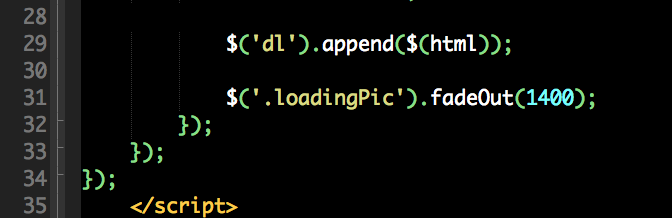 28
29 $('dl').append($(html));
30
31 $('.loadingPic').fadeOut(1400);
32 });
33 });
34 });
35 </script>